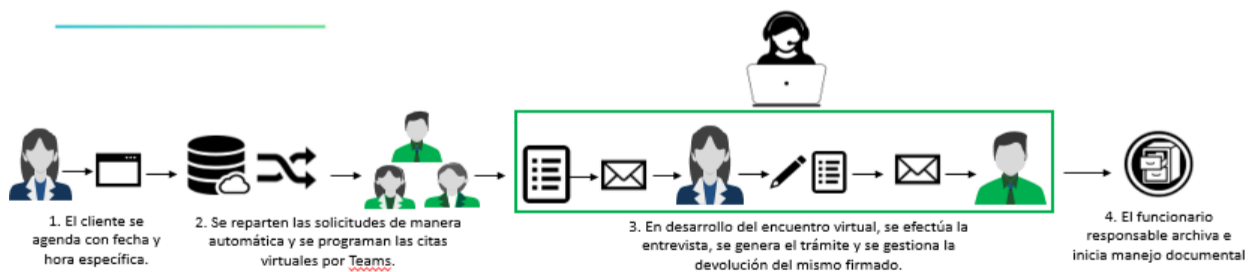 1. El cliente se
agenda con fecha y
hora específica.
2. Se reparten las solicitudes de manera
automática y se programan las citas
virtuales por Teams.
3. En desarrollo del encuentro virtual, se efectúa la
entrevista, se genera el trámite y se gestiona la
devolución del mismo firmado.
4. El funcionario
responsable archiva e
inicia manejo documental